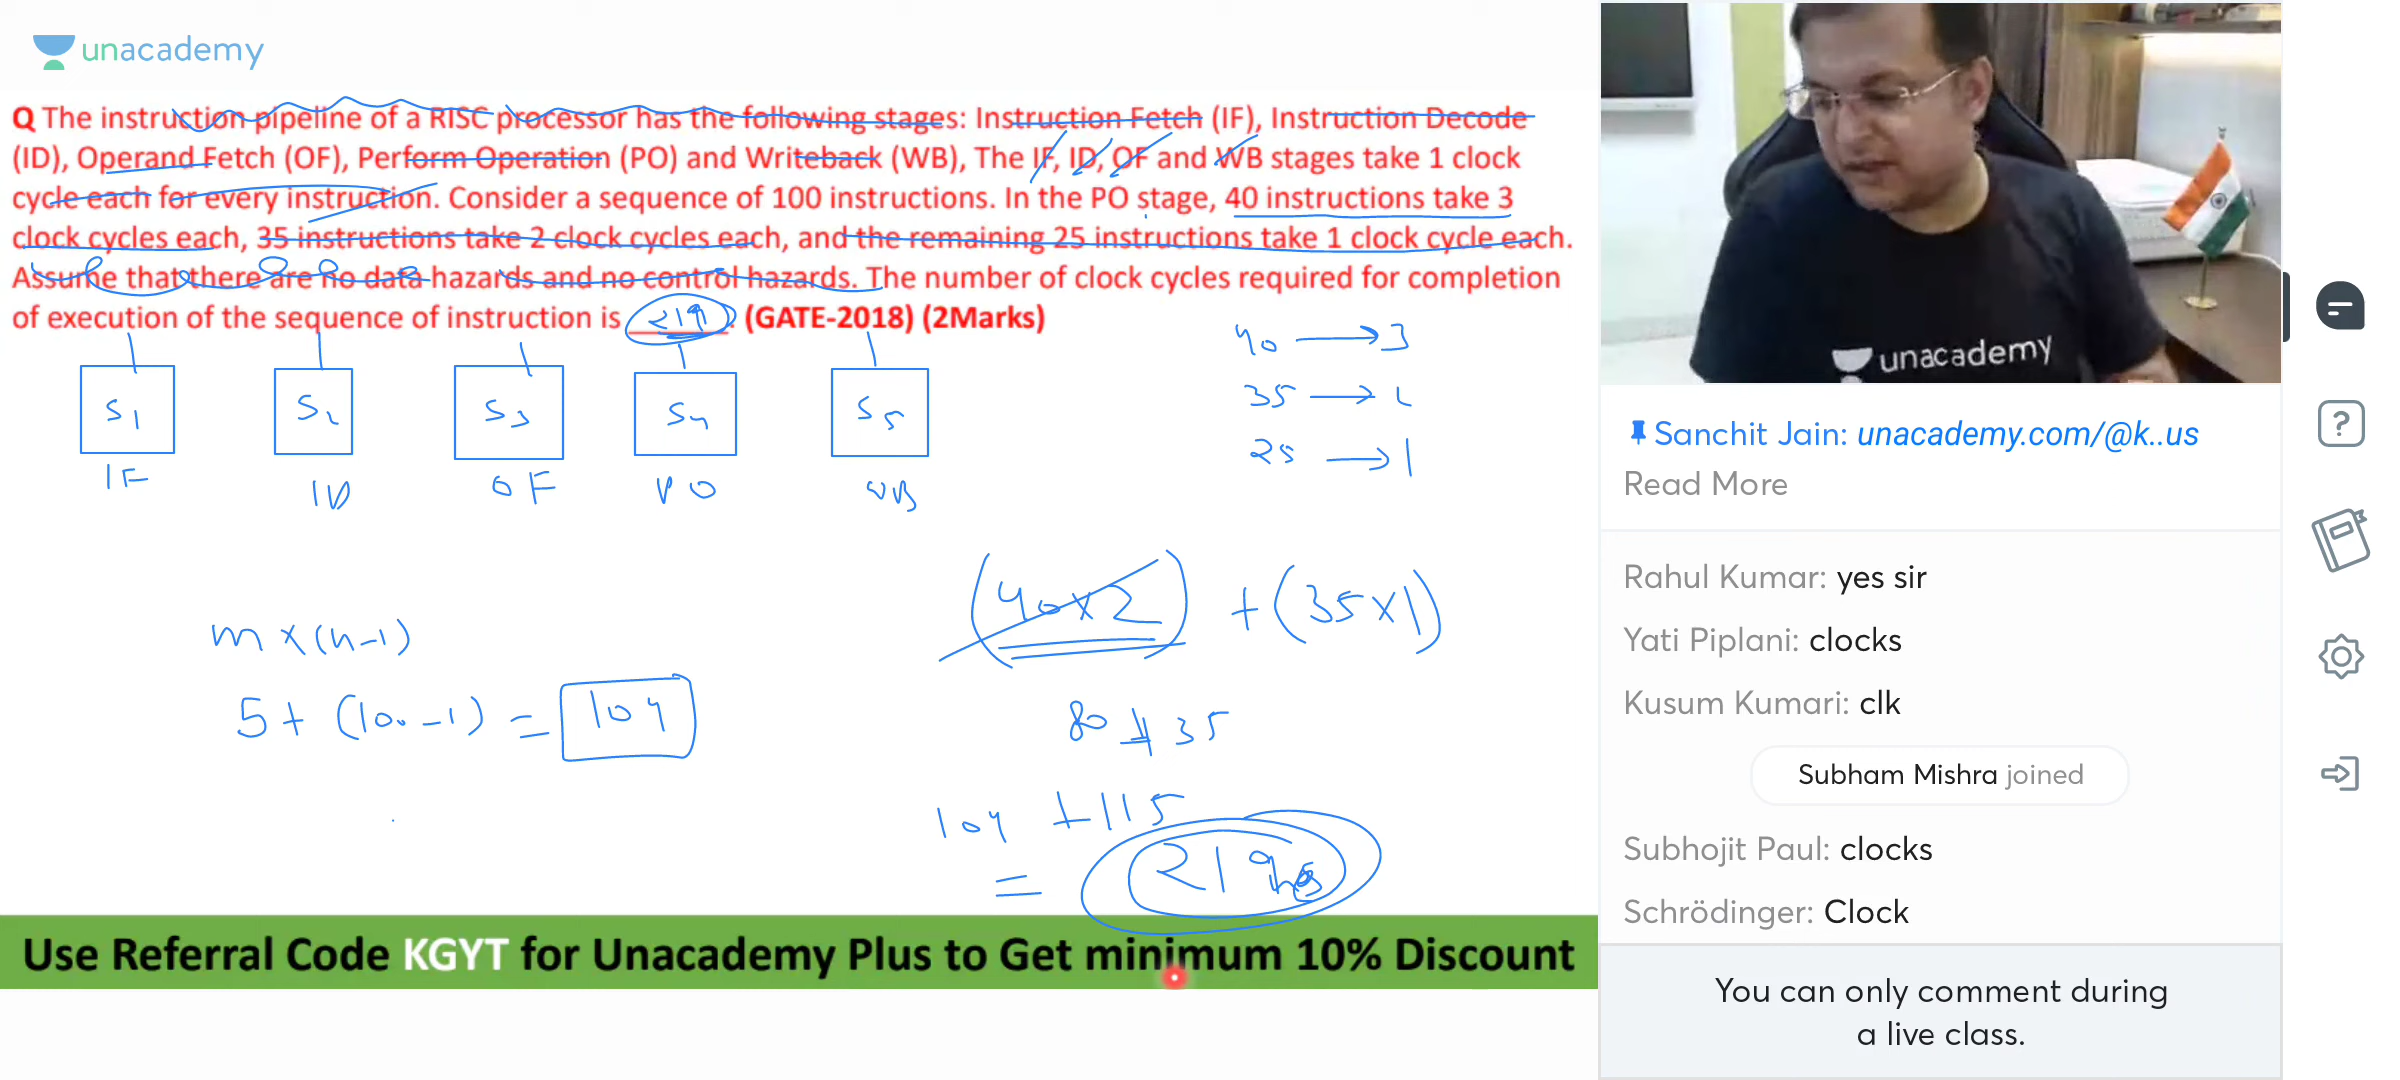 unacademy
Q The instruction pipeline of a RISC processor has the following stages: Instruction Fetch (IF), Instruction Decode
(ID), Operand Fetch (OF), Perform Operation (PO) and Writeback (WB), The IF, ID, OF and WB stages take 1 clock
cycle each for every instruction. Consider a sequence of 100 instructions. In the PO stage, 40 instructions take 3
clock cycles each, 35 instructions take 2 clock cycles each, and the remaining 25 instructions take 1 clock cycle each.
Assume that there are no data hazards and no control hazards. The number of clock cycles required for completion
of execution of the sequence of instruction is 219. (GATE-2018) (2Marks)
S1 S2 S3 S4 S5
IF ID OF PO WB
40 → 3
35 → 2
25 → 1
m × (n-1)
5 + (100-1) = 104
(40×2) + (35×1)
80 + 35
104 + 115
= 219
Use Referral Code KGYT for Unacademy Plus to Get minimum 10% Discount
unacademy
Sanchit Jain: unacademy.com/@k..us
Read More
Rahul Kumar: yes sir
Yati Piplani: clocks
Kusum Kumari: clk
Subham Mishra joined
Subhojit Paul: clocks
Schrödinger: Clock
You can only comment during
a live class.
?